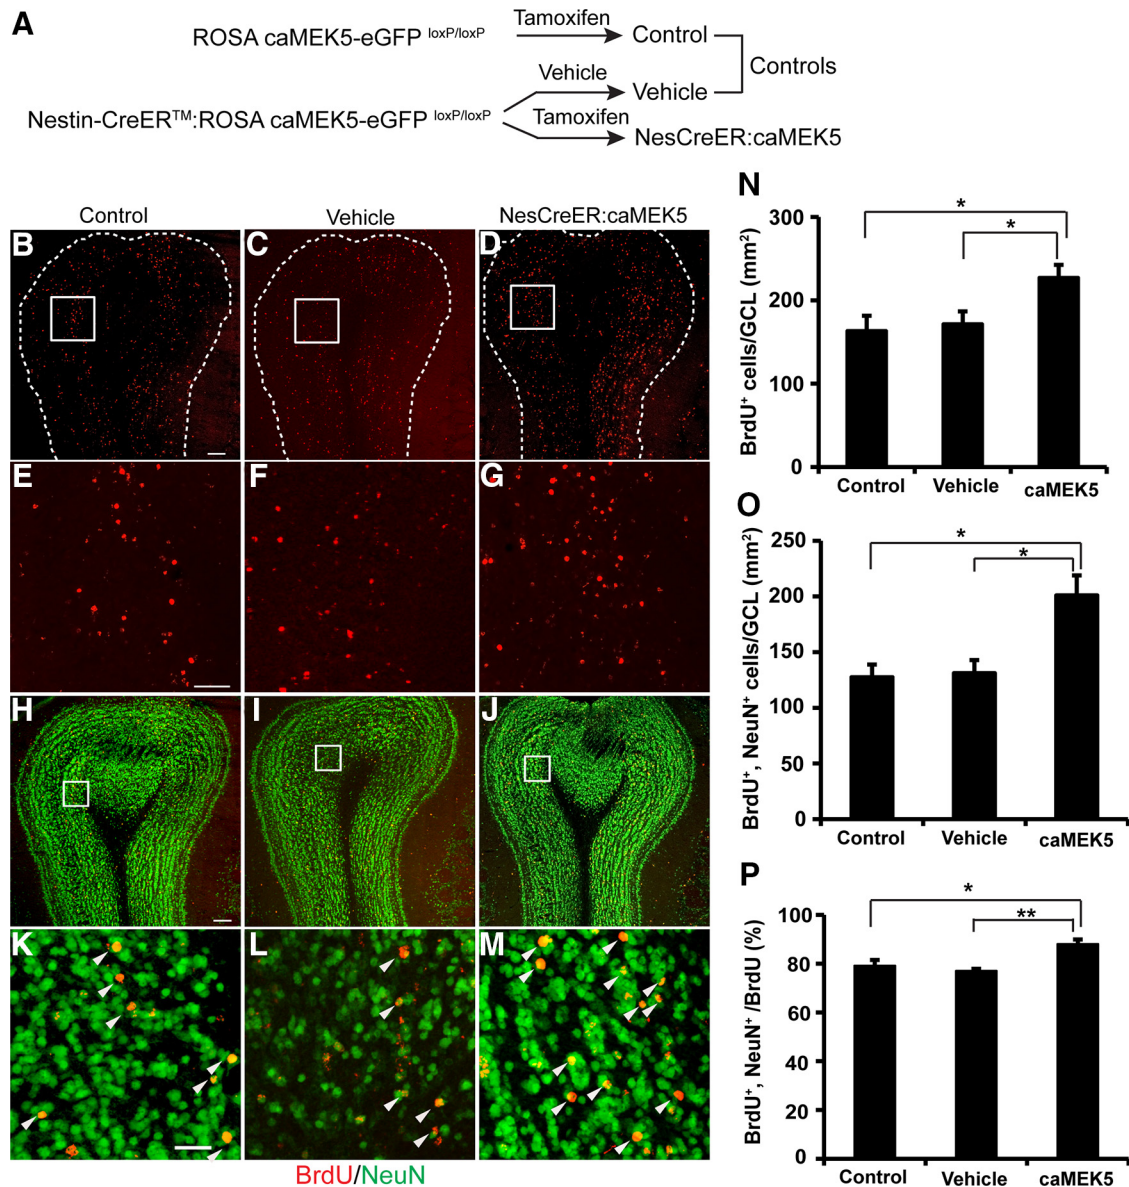 A
ROSA caMEK5-eGFP loxP/loxP
Tamoxifen
Control
Vehicle
Vehicle
Controls
Nestin-CreER™:ROSA caMEK5-eGFP loxP/loxP
Tamoxifen
NesCreER:caMEK5
Control
Vehicle
NesCreER:caMEK5
B
C
D
E
F
G
H
I
J
K
L
M
BrdU/NeuN
N
*
*
BrdU+ cells/GCL (mm²)
300
200
100
0
Control
Vehicle
caMEK5
O
*
*
BrdU+, NeuN+ cells/GCL (mm²)
250
200
150
100
50
0
Control
Vehicle
caMEK5
P
*
**
BrdU+, NeuN+/BrdU (%)
100
80
60
40
20
0
Control
Vehicle
caMEK5